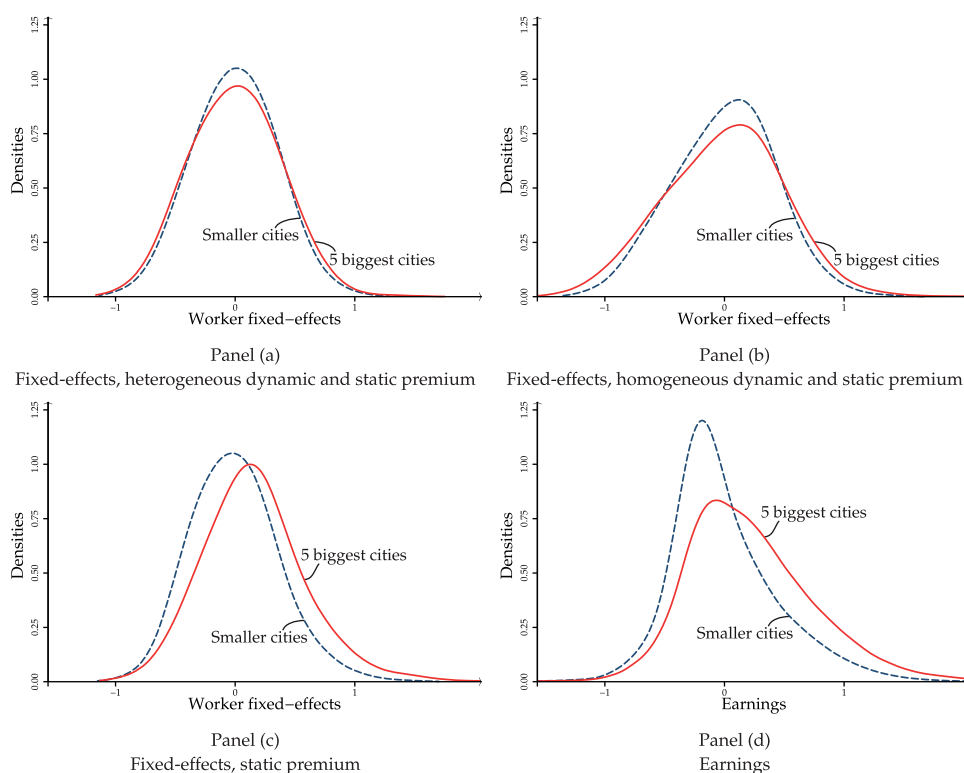 1.25
1.00
0.75
0.50
0.25
0.00
Densities
Smaller cities
5 biggest cities
−1
0
1
Worker fixed−effects
Panel (a)
Fixed-effects, heterogeneous dynamic and static premium
1.25
1.00
0.75
0.50
0.25
0.00
Densities
Smaller cities
5 biggest cities
−1
0
1
Worker fixed−effects
Panel (b)
Fixed-effects, homogeneous dynamic and static premium
1.25
1.00
0.75
0.50
0.25
0.00
Densities
5 biggest cities
Smaller cities
−1
0
1
Worker fixed−effects
Panel (c)
Fixed-effects, static premium
1.25
1.00
0.75
0.50
0.25
0.00
Densities
5 biggest cities
Smaller cities
−1
0
1
Earnings
Panel (d)
Earnings